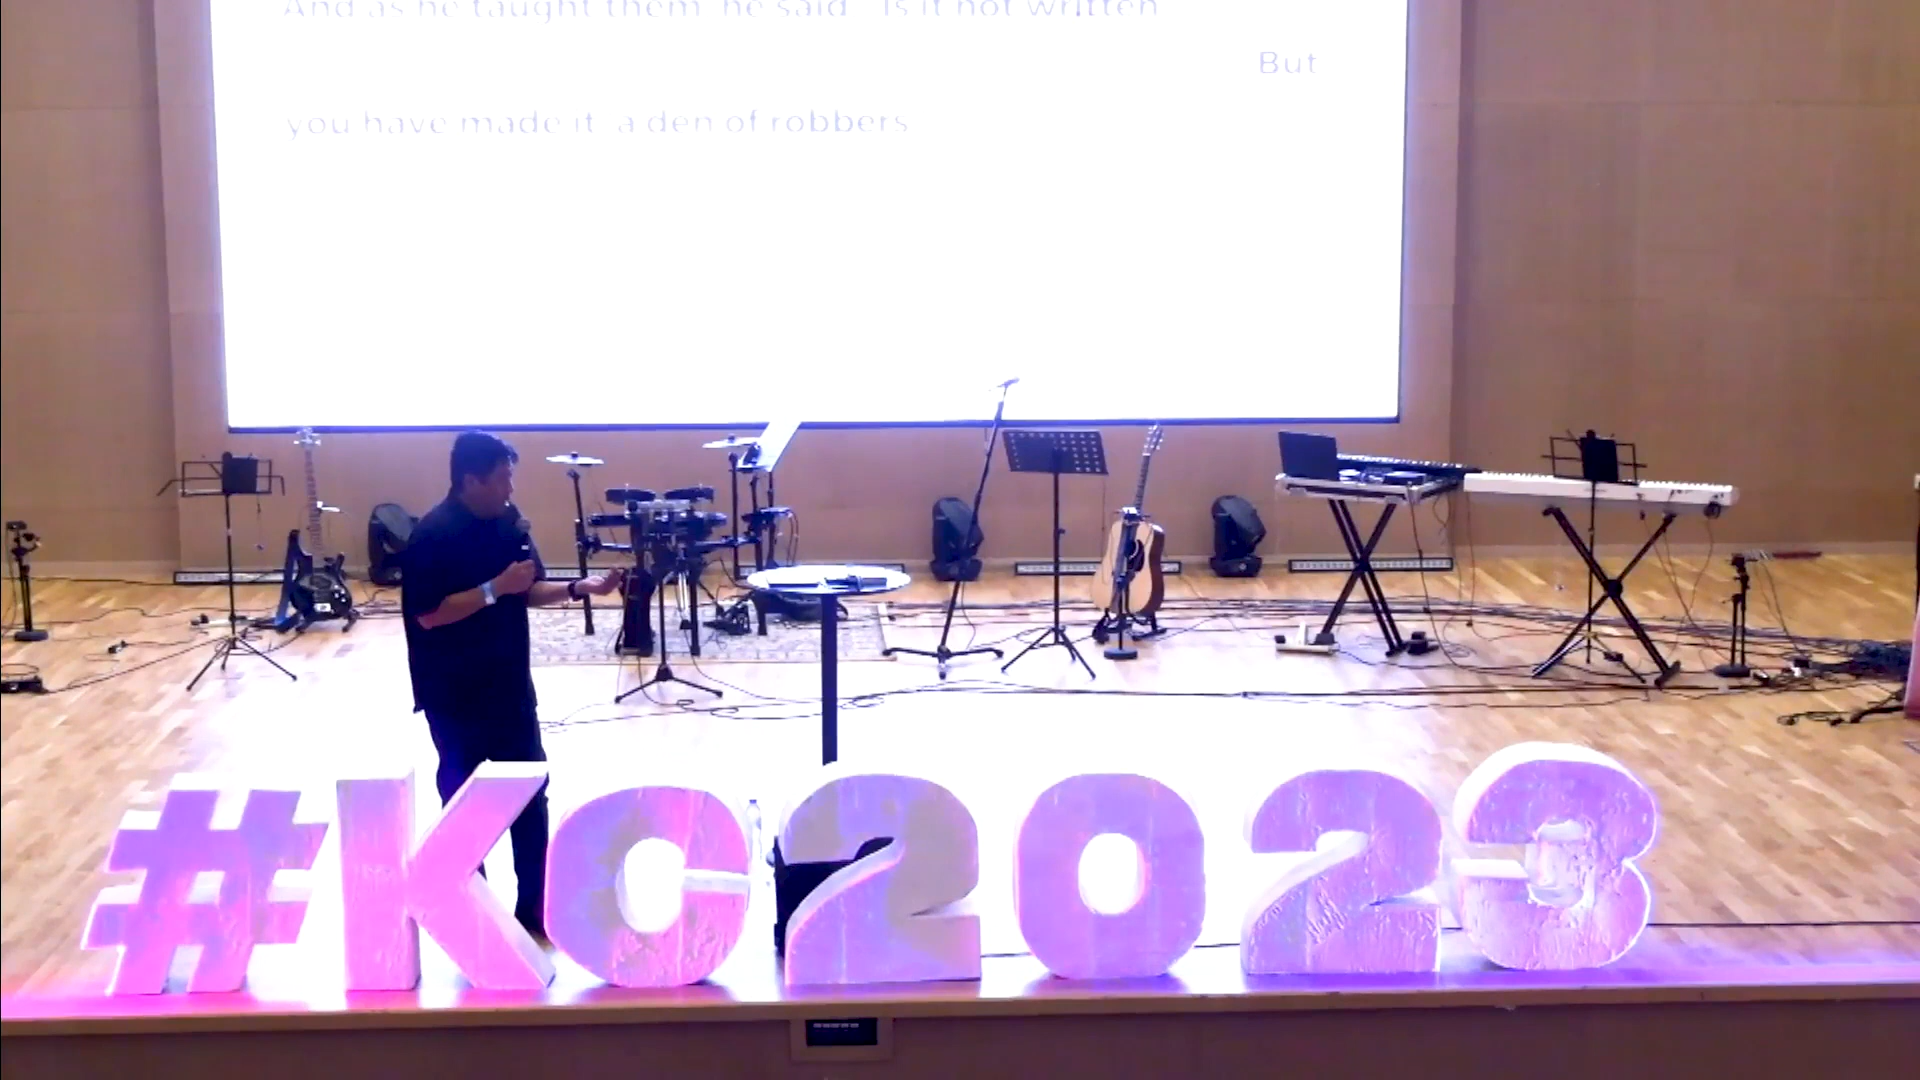 And as he taught them he said Is it not written
But
you have made it a den of robbers
#KC2023